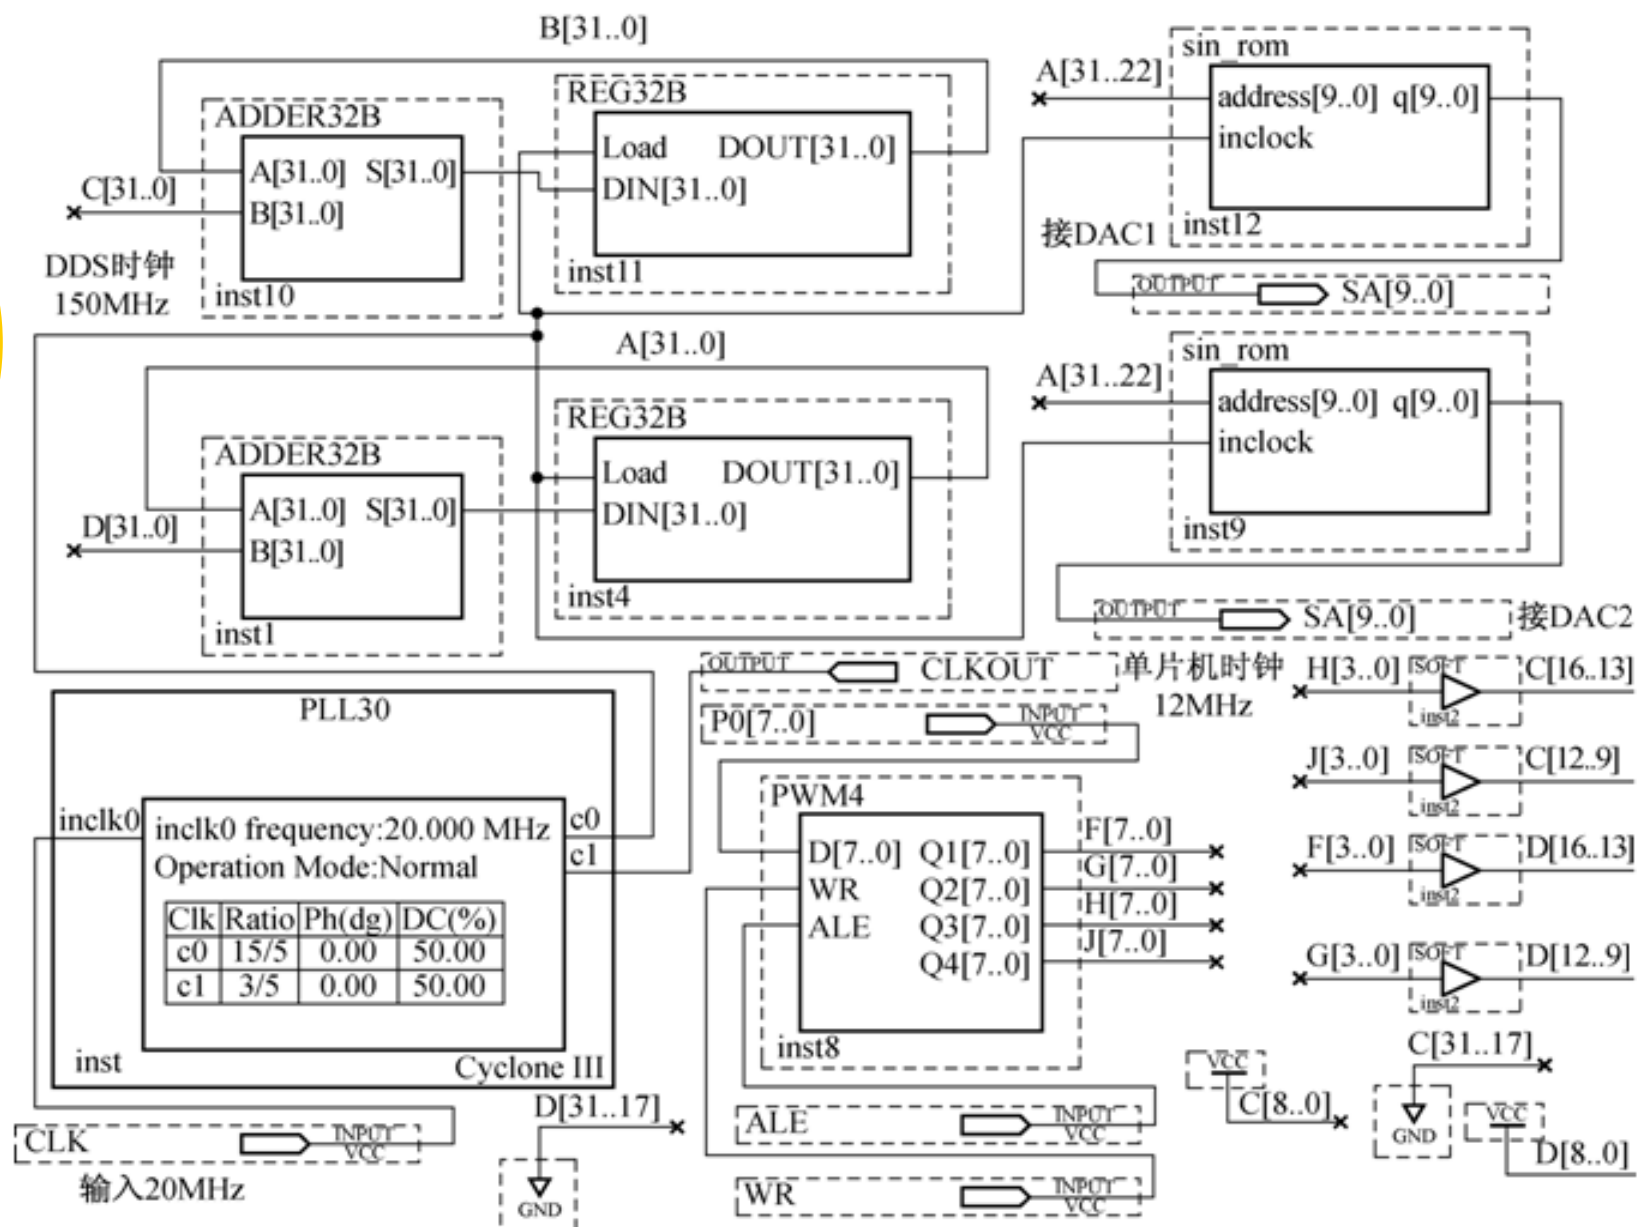 B[31..0]
ADDER32B
A[31..0] S[31..0]
B[31..0]
inst10
C[31..0]
DDS时钟
150MHz
REG32B
Load DOUT[31..0]
DIN[31..0]
inst11
A[31..22]
sin_rom
address[9..0] q[9..0]
inclock
inst12
接DAC1
OUTPUT SA[9..0]
A[31..0]
ADDER32B
A[31..0] S[31..0]
B[31..0]
inst1
D[31..0]
REG32B
Load DOUT[31..0]
DIN[31..0]
inst4
A[31..22]
sin_rom
address[9..0] q[9..0]
inclock
inst9
OUTPUT SA[9..0] 接DAC2
PLL30
inclk0
inclk0 frequency:20.000 MHz
Operation Mode:Normal
Clk Ratio Ph(dg) DC(%)
c0 15/5 0.00 50.00
c1 3/5 0.00 50.00
c0
c1
inst
Cyclone III
CLK INPUT
VCC
输入20MHz
D[31..17]
GND
OUTPUT CLKOUT
单片机时钟
12MHz
P0[7..0] INPUT
VCC
PWM4
D[7..0] Q1[7..0]
WR Q2[7..0]
ALE Q3[7..0]
Q4[7..0]
inst8
F[7..0]
G[7..0]
H[7..0]
J[7..0]
ALE INPUT
VCC
WR INPUT
VCC
H[3..0] SOFT C[16..13]
inst2
J[3..0] SOFT C[12..9]
inst2
F[3..0] SOFT D[16..13]
inst2
G[3..0] SOFT D[12..9]
inst2
C[31..17]
GND
VCC
C[8..0]
VCC
D[8..0]